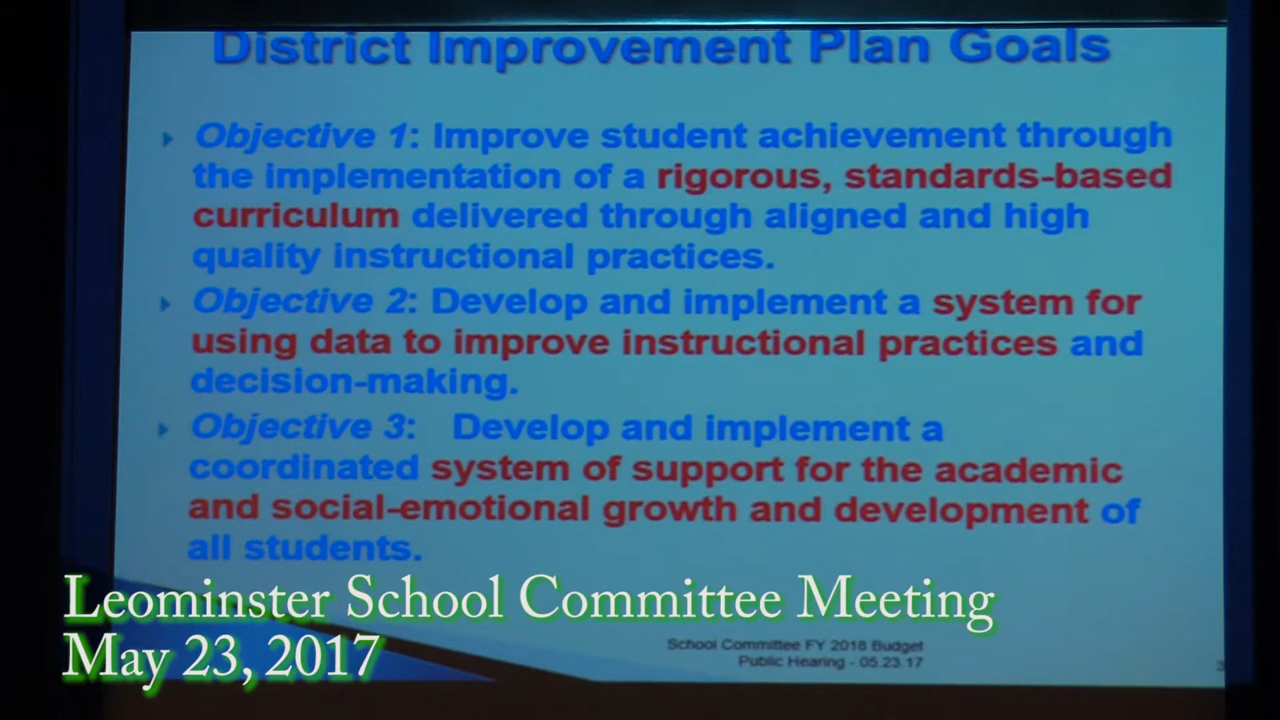 District Improvement Plan Goals
Objective 1: Improve student achievement through
the implementation of a rigorous, standards-based
curriculum delivered through aligned and high
quality instructional practices.
Objective 2: Develop and implement a system for
using data to improve instructional practices and
decision-making.
Objective 3: Develop and implement a
coordinated system of support for the academic
and social-emotional growth and development of
all students.
Leominster School Committee Meeting
May 23, 2017
School Committee FY 2018 Budget
Public Hearing - 05.23.17
3